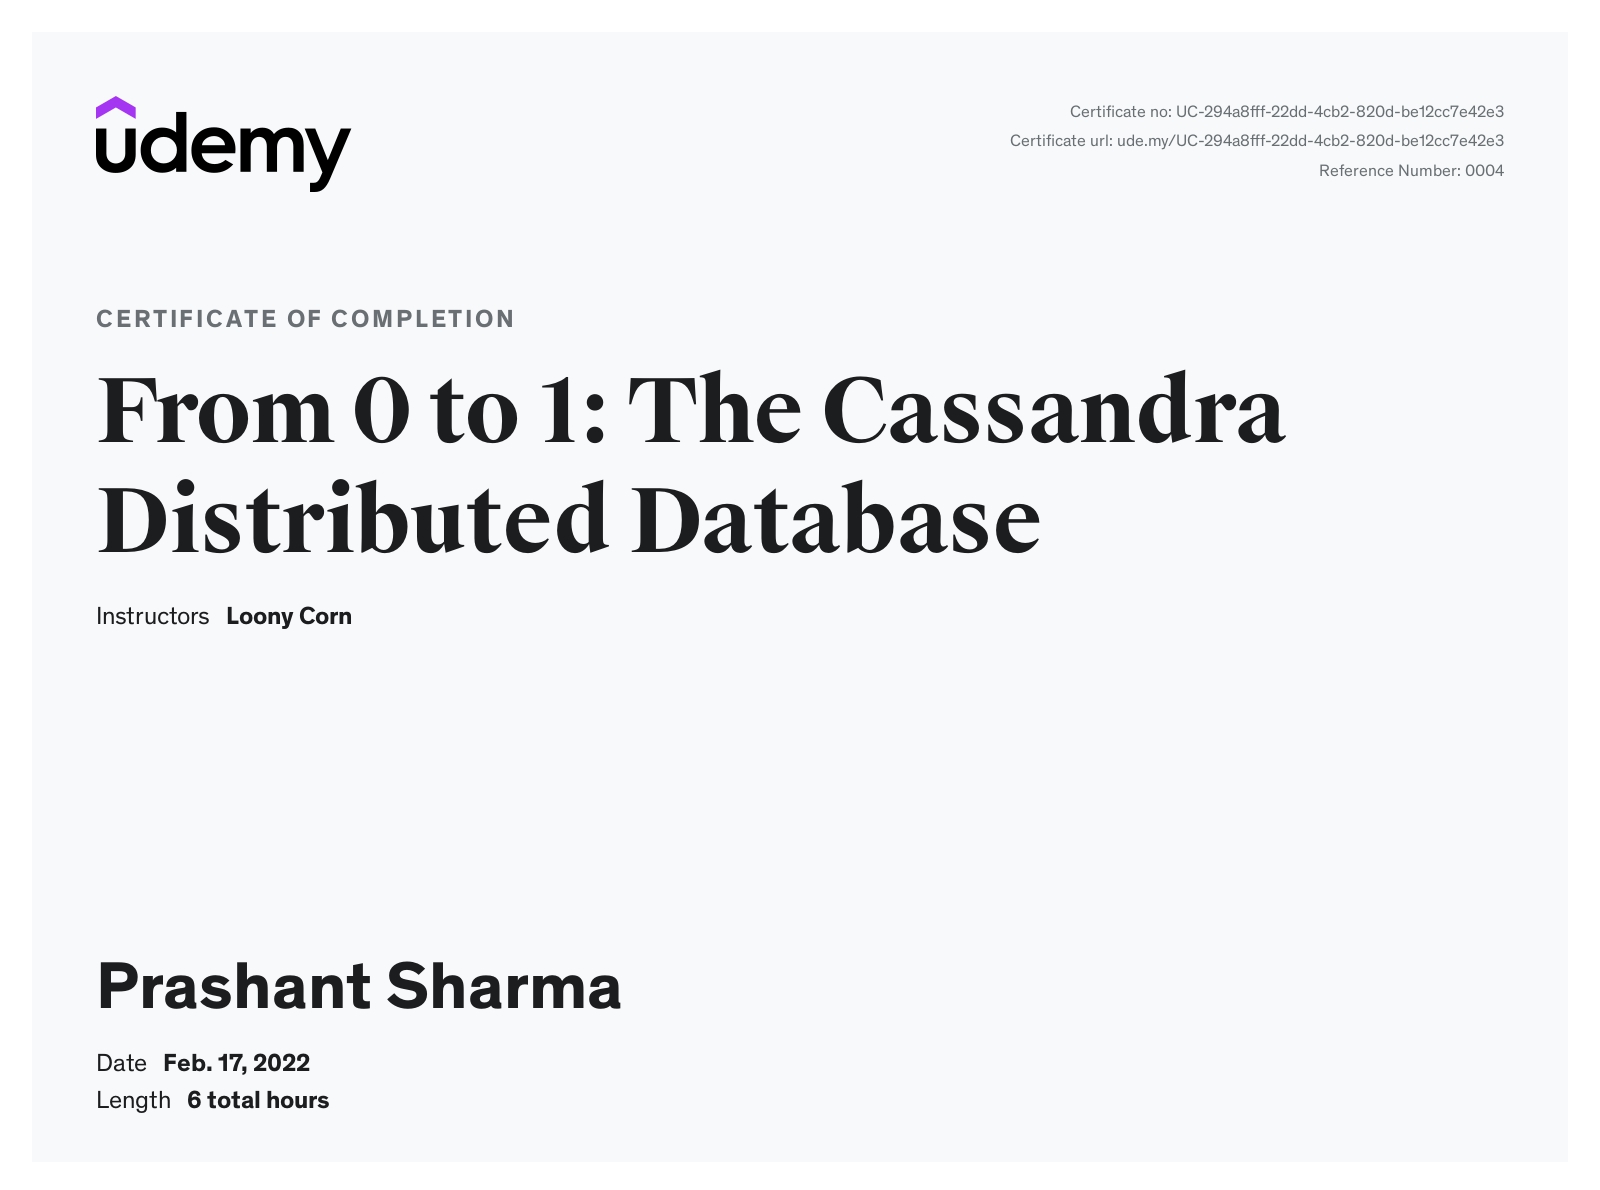 udemy
Certificate no: UC-294a8fff-22dd-4cb2-820d-be12cc7e42e3
Certificate url: ude.my/UC-294a8fff-22dd-4cb2-820d-be12cc7e42e3
Reference Number: 0004
CERTIFICATE OF COMPLETION
From 0 to 1: The Cassandra
Distributed Database
Instructors Loony Corn
Prashant Sharma
Date Feb. 17, 2022
Length 6 total hours